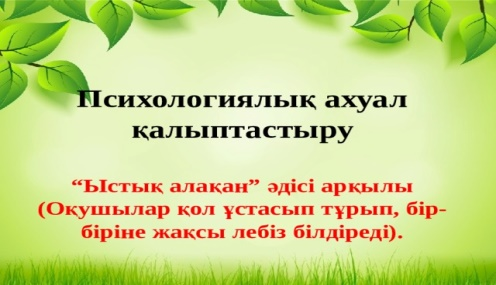 Психологиялық ахуал
қалыптастыру
“Ыстық алақан” әдісі арқылы
(Оқушылар қол ұстасып тұрып, бір-
біріне жақсы лебіз білдіреді).